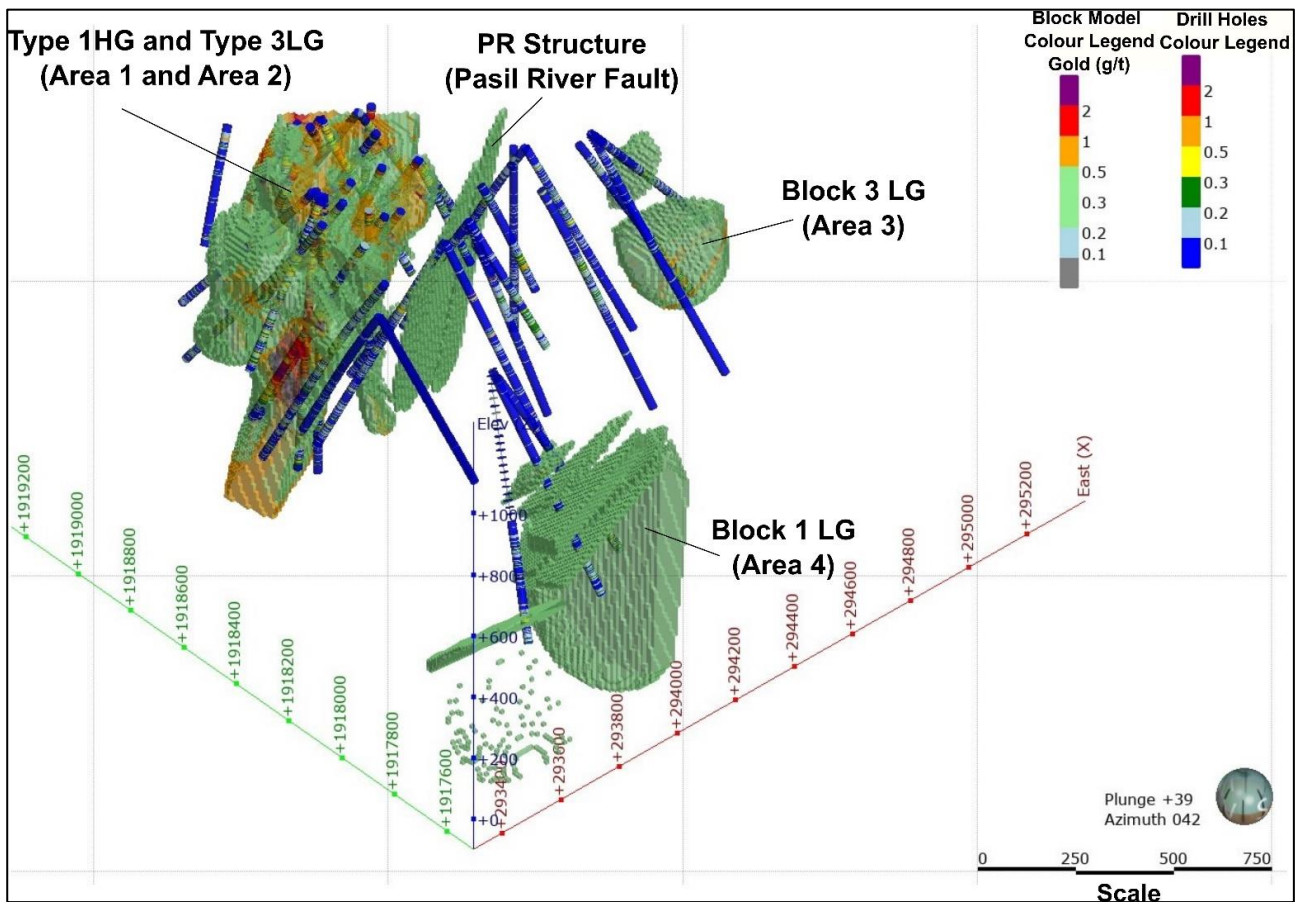 Type 1HG and Type 3LG
(Area 1 and Area 2)
PR Structure
(Pasil River Fault)
Block Model
Colour Legend
Gold (g/t)
2
1
0.5
0.3
0.2
0.1
Drill Holes
Colour Legend
2
1
0.5
0.3
0.2
0.1
Block 3 LG
(Area 3)
Block 1 LG
(Area 4)
+1919200
+1919000
+1918800
+1918600
+1918400
+1918200
+1918000
+1917800
+1917600
+1000
+800
+600
+400
+200
+0
+293400
+293600
+293800
+294000
+294200
+294400
+294600
+294800
+295000
+295200
East (X)
Plunge +39
Azimuth 042
0 250 500 750
Scale